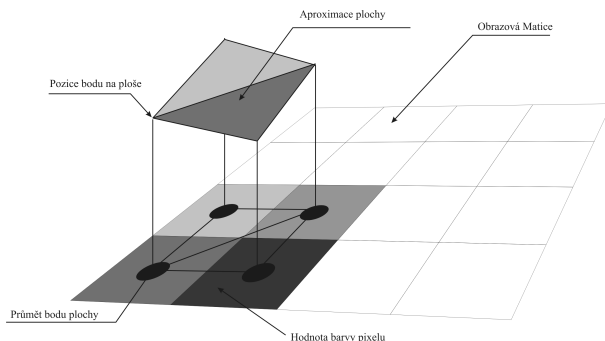 Aproximace plochy
Obrazová Matice
Pozice bodu na ploše
Průmět bodu plochy
Hodnota barvy pixelu